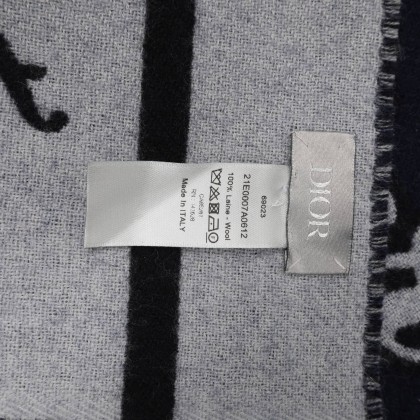 DIOR
69023
21E0007A0612
100% Laine - Wool
Made in ITALY